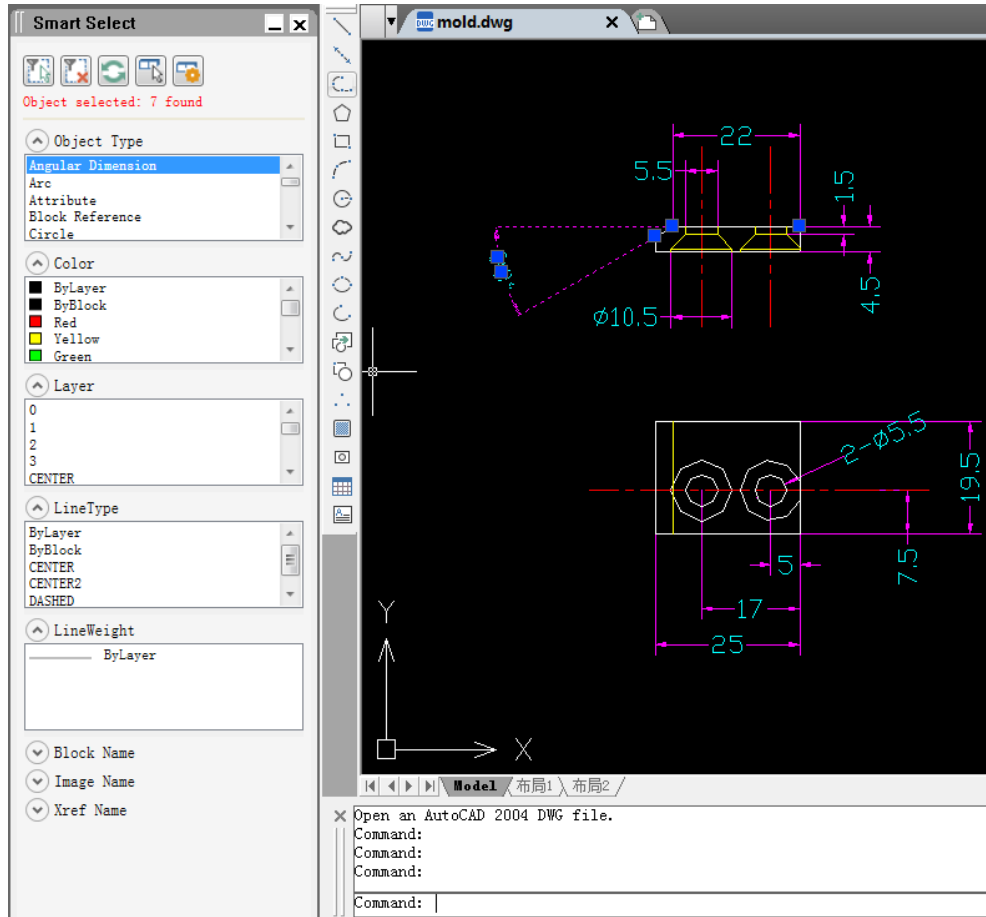 Smart Select
Object selected: 7 found
Object Type
Angular Dimension
Arc
Attribute
Block Reference
Circle
Color
ByLayer
ByBlock
Red
Yellow
Green
Layer
0
1
2
3
CENTER
LineType
ByLayer
ByBlock
CENTER
CENTER2
DASHED
LineWeight
ByLayer
Block Name
Image Name
Xref Name
DWG mold.dwg
22
5.5
1.5
4.5
Ø10.5
2-Ø5.5
19.5
7.5
5
17
25
Y
X
Model 布局1 布局2
Open an AutoCAD 2004 DWG file.
Command:
Command:
Command:
Command: